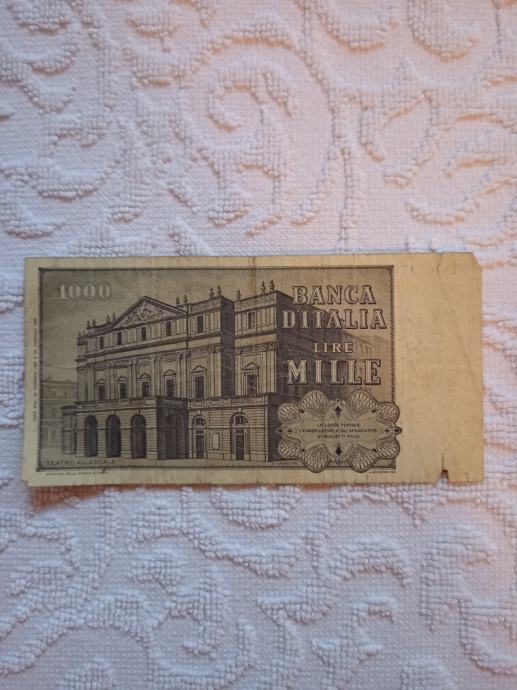 1000
BANCA
D'ITALIA
LIRE
MILLE
LA LEGGE PUNISCE
I FABBRICATORI E GLI SPACCIATORI
DI BIGLIETTI FALSI
TEATRO ALLA SCALA